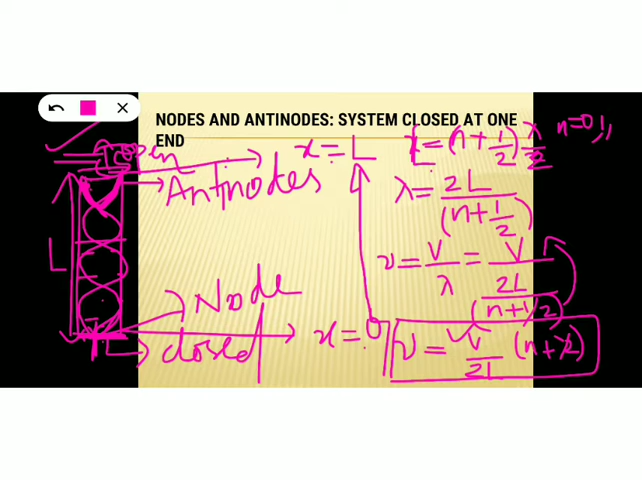 NODES AND ANTINODES: SYSTEM CLOSED AT ONE
END
open
Antinodes
x = L
L = (n + 1/2) λ/2 n=0, 1,
λ = 2L/(n + 1/2)
L
ν = V/λ = V/(2L/(n + 1/2))
Node
closed
x = 0
ν = V/2L (n + 1/2)